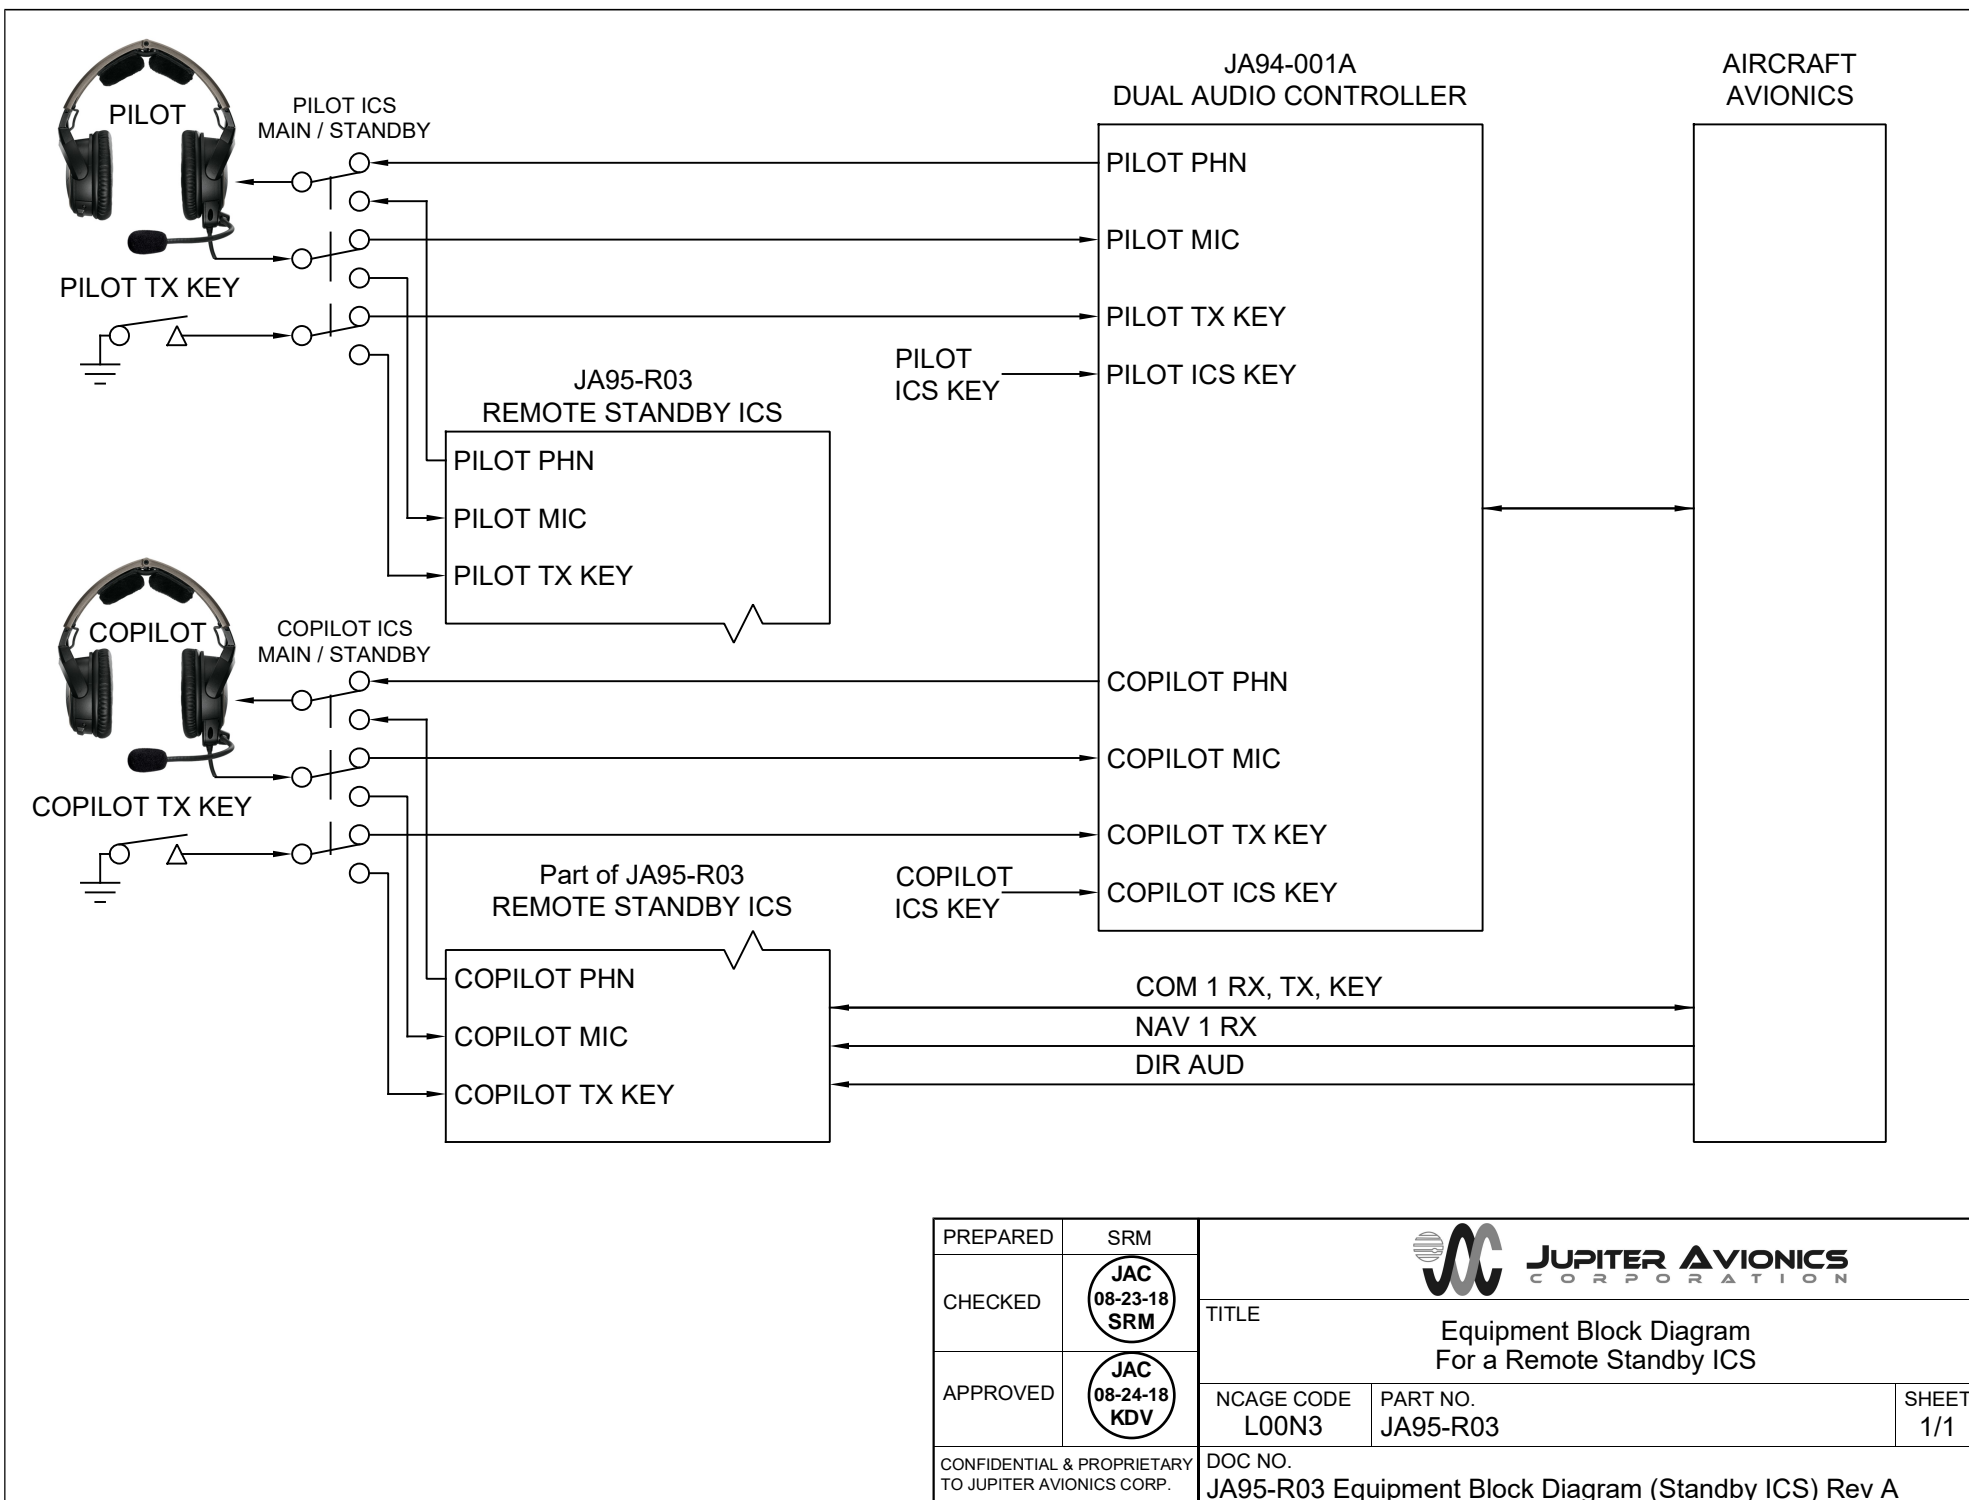 JA94-001A
DUAL AUDIO CONTROLLER
AIRCRAFT
AVIONICS
PILOT
PILOT ICS
MAIN / STANDBY
PILOT PHN
PILOT MIC
PILOT TX KEY
PILOT TX KEY
PILOT
ICS KEY
PILOT ICS KEY
JA95-R03
REMOTE STANDBY ICS
PILOT PHN
PILOT MIC
PILOT TX KEY
COPILOT
COPILOT ICS
MAIN / STANDBY
COPILOT PHN
COPILOT MIC
COPILOT TX KEY
COPILOT TX KEY
COPILOT
ICS KEY
COPILOT ICS KEY
Part of JA95-R03
REMOTE STANDBY ICS
COPILOT PHN
COPILOT MIC
COPILOT TX KEY
COM 1 RX, TX, KEY
NAV 1 RX
DIR AUD
PREPARED
SRM
CHECKED
JAC
08-23-18
SRM
APPROVED
JAC
08-24-18
KDV
CONFIDENTIAL & PROPRIETARY
TO JUPITER AVIONICS CORP.
JUPITER AVIONICS
CORPORATION
TITLE
Equipment Block Diagram
For a Remote Standby ICS
NCAGE CODE
L00N3
PART NO.
JA95-R03
SHEET
1/1
DOC NO.
JA95-R03 Equipment Block Diagram (Standby ICS) Rev A